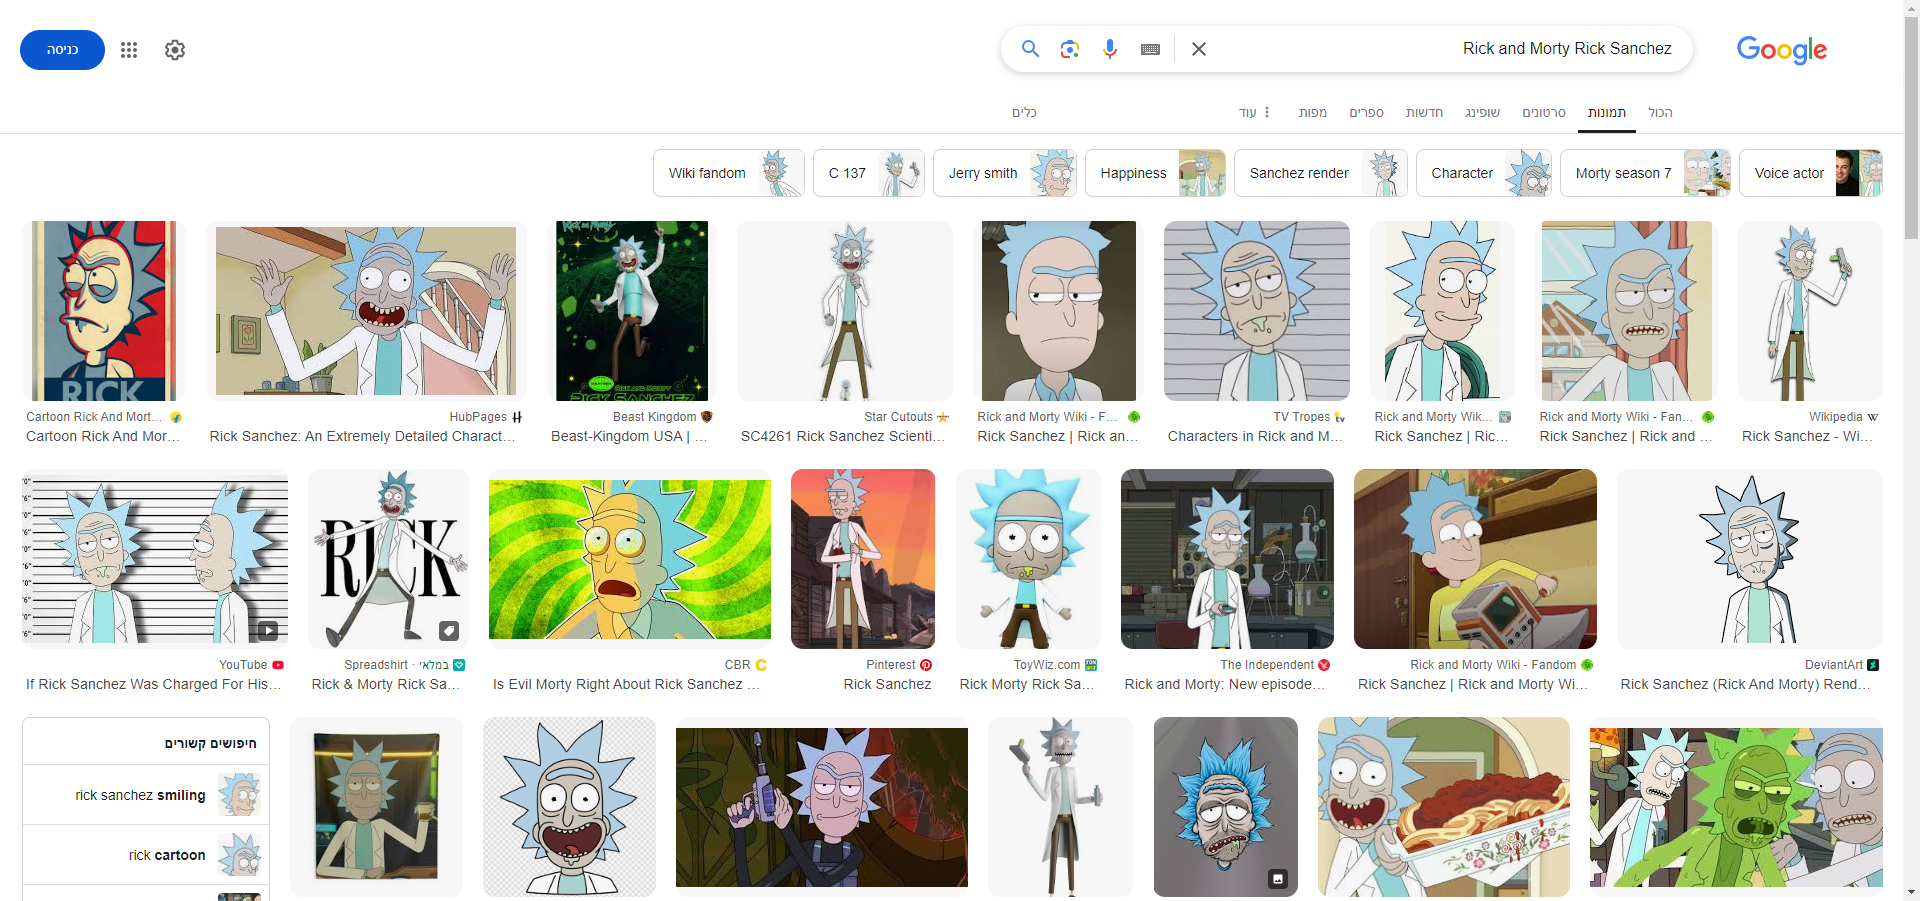 Google
Rick and Morty Rick Sanchez
כניסה
הכול
תמונות
סרטונים
שופינג
חדשות
ספרים
מפות
עוד
כלים
Wiki fandom
C 137
Jerry smith
Happiness
Sanchez render
Character
Morty season 7
Voice actor
RICK
Rick and Morty
RICK AND MORTY
RICK SANCHEZ
Cartoon Rick And Mort...
Cartoon Rick And Mor...
HubPages
Rick Sanchez: An Extremely Detailed Charact...
Beast Kingdom
Beast-Kingdom USA | ...
Star Cutouts
SC4261 Rick Sanchez Scienti...
Rick and Morty Wiki - F...
Rick Sanchez | Rick an...
TV Tropes
Characters in Rick and M...
Rick and Morty Wik...
Rick Sanchez | Ric...
Rick and Morty Wiki - Fan...
Rick Sanchez | Rick and ...
Wikipedia
Rick Sanchez - Wi...
RICK
YouTube
If Rick Sanchez Was Charged For His...
Spreadshirt · במלאי
Rick & Morty Rick Sa...
CBR
Is Evil Morty Right About Rick Sanchez ...
Pinterest
Rick Sanchez
ToyWiz.com
Rick Morty Rick Sa...
The Independent
Rick and Morty: New episode...
Rick and Morty Wiki - Fandom
Rick Sanchez | Rick and Morty Wi...
DeviantArt
Rick Sanchez (Rick And Morty) Rend...
חיפושים קשורים
rick sanchez smiling
rick cartoon